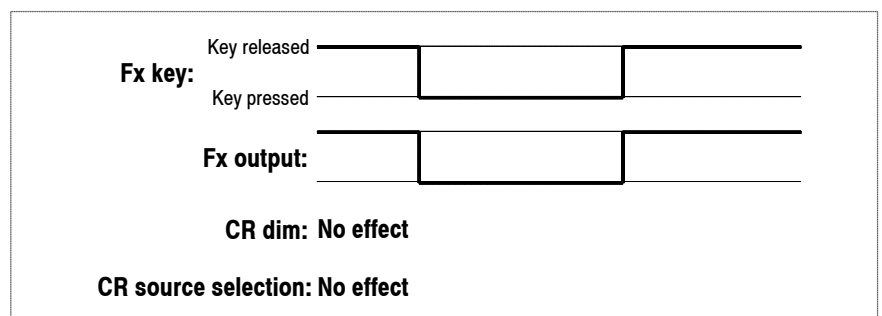 Key released
Fx key:
Key pressed
Fx output:
CR dim: No effect
CR source selection: No effect